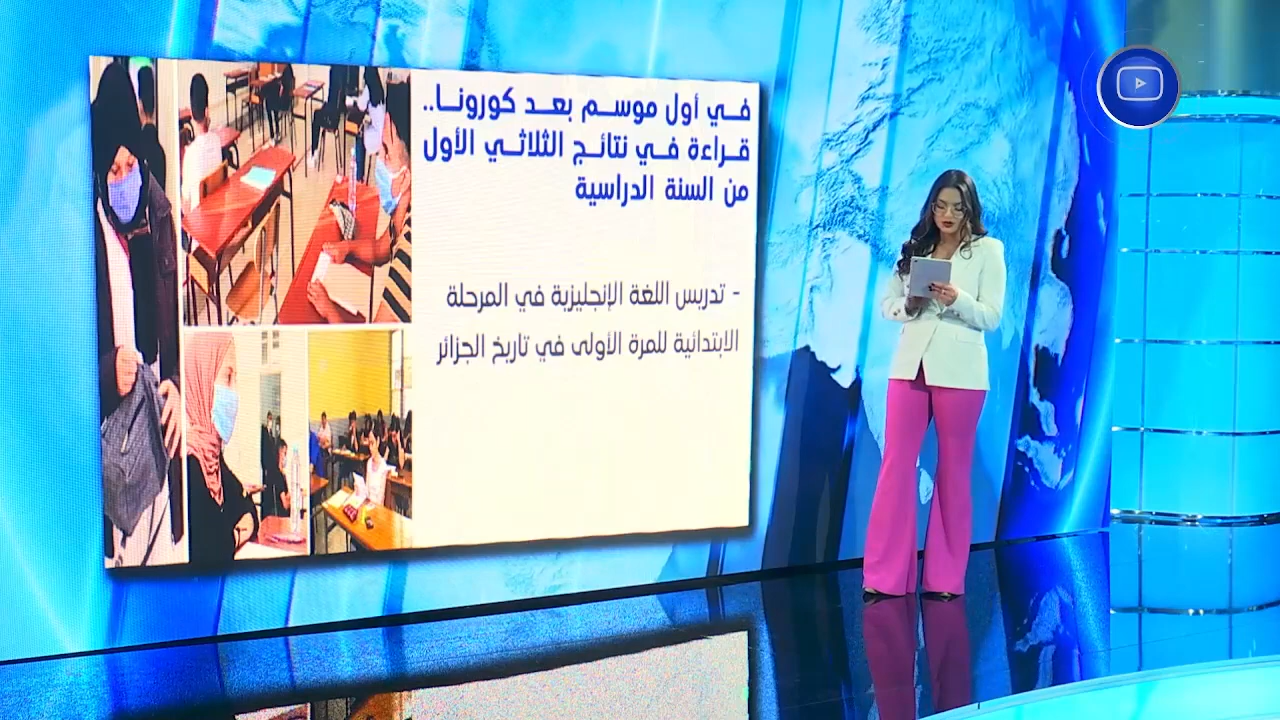 في أول موسم بعد كورونا..
قراءة في نتائج الثلاثي الأول
من السنة الدراسية
- تدريس اللغة الإنجليزية في المرحلة
الابتدائية للمرة الأولى في تاريخ الجزائر